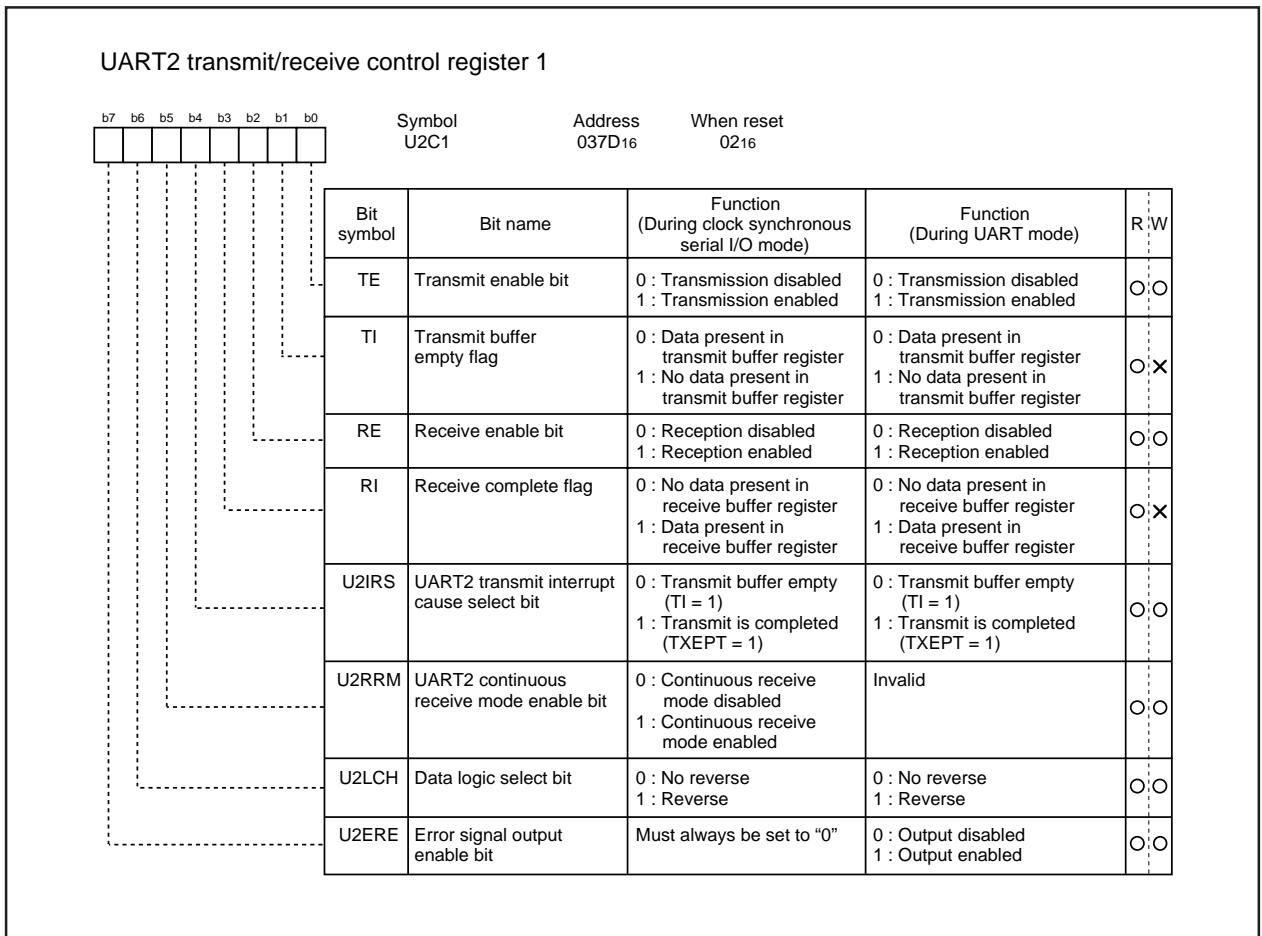 UART2 transmit/receive control register 1
b7 b6 b5 b4 b3 b2 b1 b0
Symbol Address When reset
U2C1 037D16 0216
Bit symbol Bit name Function (During clock synchronous serial I/O mode) Function (During UART mode) R W
TE Transmit enable bit 0 : Transmission disabled 0 : Transmission disabled
1 : Transmission enabled 1 : Transmission enabled
TI Transmit buffer 0 : Data present in 0 : Data present in
empty flag transmit buffer register transmit buffer register
1 : No data present in 1 : No data present in
transmit buffer register transmit buffer register
RE Receive enable bit 0 : Reception disabled 0 : Reception disabled
1 : Reception enabled 1 : Reception enabled
RI Receive complete flag 0 : No data present in 0 : No data present in
receive buffer register receive buffer register
1 : Data present in 1 : Data present in
receive buffer register receive buffer register
U2IRS UART2 transmit interrupt 0 : Transmit buffer empty 0 : Transmit buffer empty
cause select bit (TI = 1) (TI = 1)
1 : Transmit is completed 1 : Transmit is completed
(TXEPT = 1) (TXEPT = 1)
U2RRM UART2 continuous 0 : Continuous receive Invalid
receive mode enable bit mode disabled
1 : Continuous receive
mode enabled
U2LCH Data logic select bit 0 : No reverse 0 : No reverse
1 : Reverse 1 : Reverse
U2ERE Error signal output Must always be set to “0” 0 : Output disabled
enable bit 1 : Output enabled